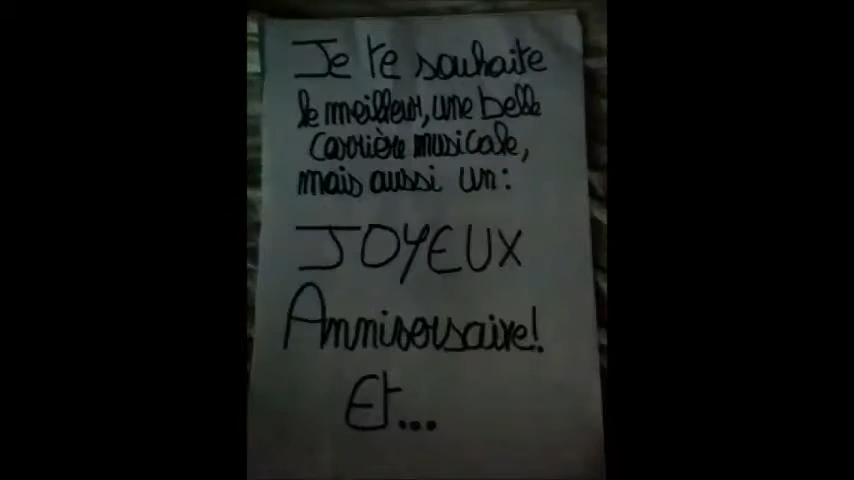 Je te souhaite
le meilleur, une belle
carrière musicale,
mais aussi un :
JOYEUX
Anniversaire!
Et...